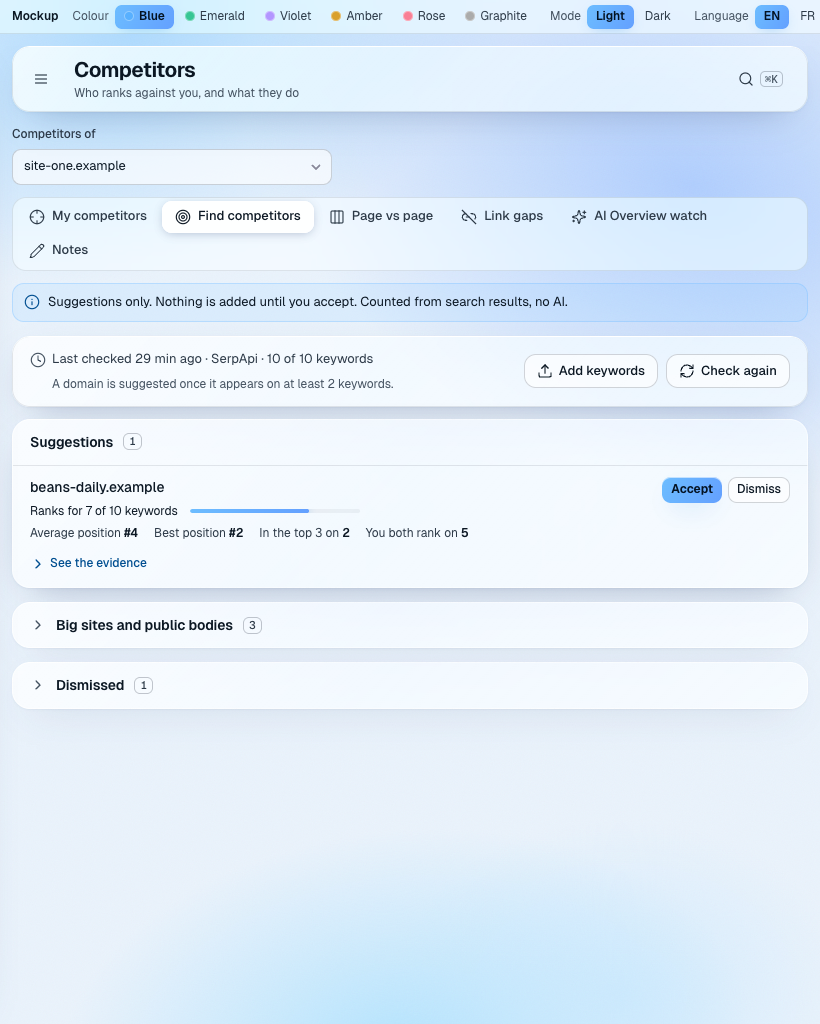 Mockup Colour Blue Emerald Violet Amber Rose Graphite Mode Light Dark Language EN FR
Competitors
Who ranks against you, and what they do
⌘K
Competitors of
site-one.example
My competitors Find competitors Page vs page Link gaps AI Overview watch
Notes
Suggestions only. Nothing is added until you accept. Counted from search results, no AI.
Last checked 29 min ago · SerpApi · 10 of 10 keywords
A domain is suggested once it appears on at least 2 keywords.
Add keywords Check again
Suggestions 1
beans-daily.example
Accept Dismiss
Ranks for 7 of 10 keywords
Average position #4 Best position #2 In the top 3 on 2 You both rank on 5
See the evidence
Big sites and public bodies 3
Dismissed 1